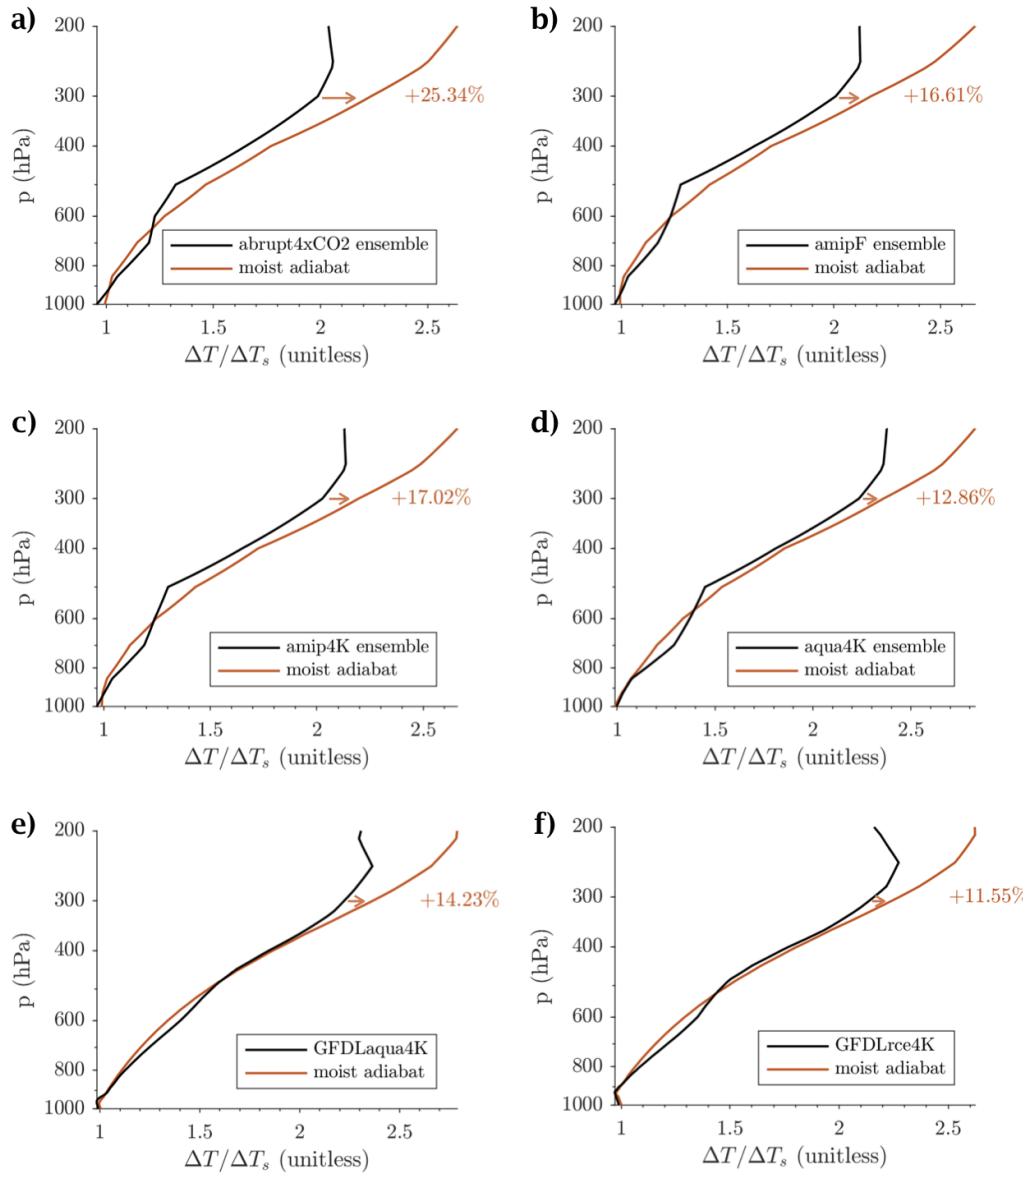 a)
200
300
400
600
800
1000
p (hPa)
+25.34%
abrupt4xCO2 ensemble
moist adiabat
1 1.5 2 2.5
ΔT/ΔTₛ (unitless)
b)
200
300
400
600
800
1000
p (hPa)
+16.61%
amipF ensemble
moist adiabat
1 1.5 2 2.5
ΔT/ΔTₛ (unitless)
c)
200
300
400
600
800
1000
p (hPa)
+17.02%
amip4K ensemble
moist adiabat
1 1.5 2 2.5
ΔT/ΔTₛ (unitless)
d)
200
300
400
600
800
1000
p (hPa)
+12.86%
aqua4K ensemble
moist adiabat
1 1.5 2 2.5
ΔT/ΔTₛ (unitless)
e)
200
300
400
600
800
1000
p (hPa)
+14.23%
GFDLaqua4K
moist adiabat
1 1.5 2 2.5
ΔT/ΔTₛ (unitless)
f)
200
300
400
600
800
1000
p (hPa)
+11.55%
GFDLrce4K
moist adiabat
1 1.5 2 2.5
ΔT/ΔTₛ (unitless)